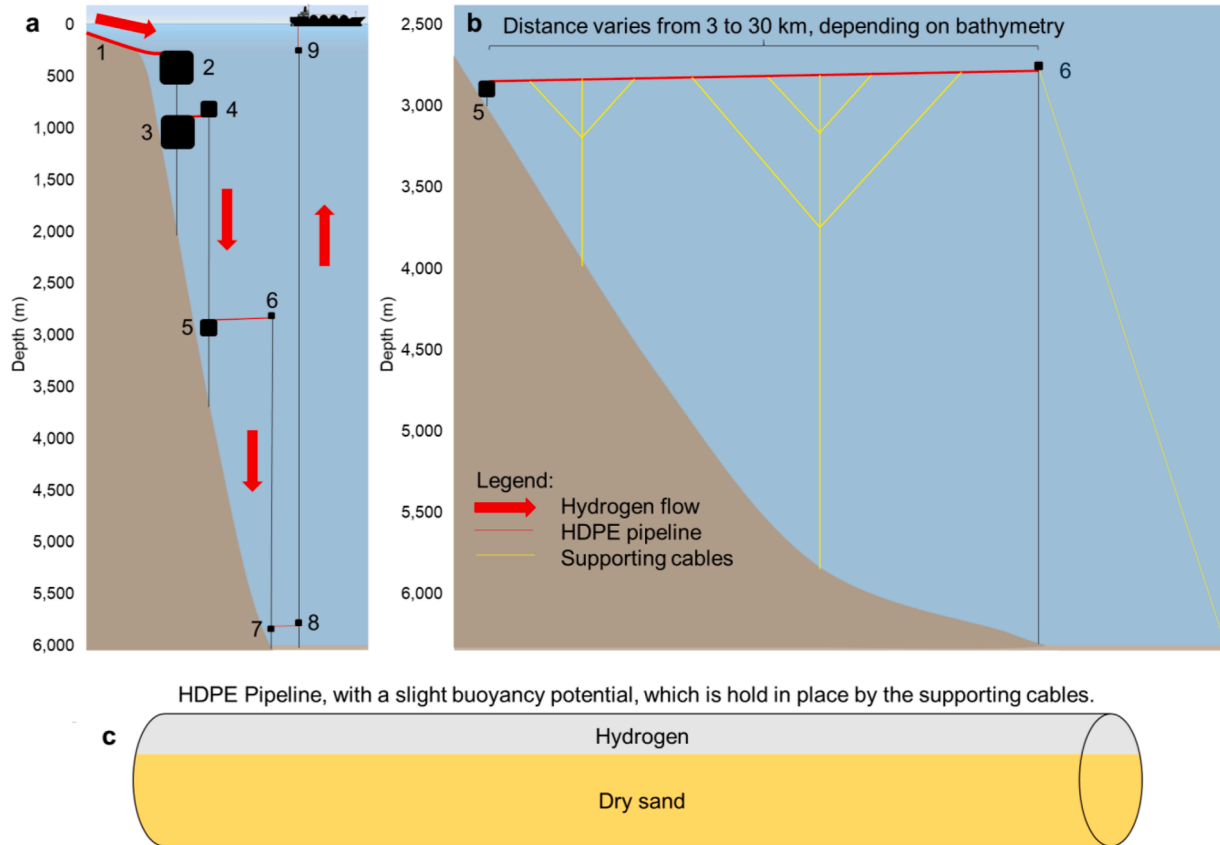 a
0
500
1,000
1,500
2,000
2,500
3,000
3,500
4,000
4,500
5,000
5,500
6,000
Depth (m)
1
2
3
4
5
6
7
8
9
b
Distance varies from 3 to 30 km, depending on bathymetry
2,500
3,000
3,500
4,000
4,500
5,000
5,500
6,000
Depth (m)
5
6
Legend:
Hydrogen flow
HDPE pipeline
Supporting cables
HDPE Pipeline, with a slight buoyancy potential, which is hold in place by the supporting cables.
c
Hydrogen
Dry sand